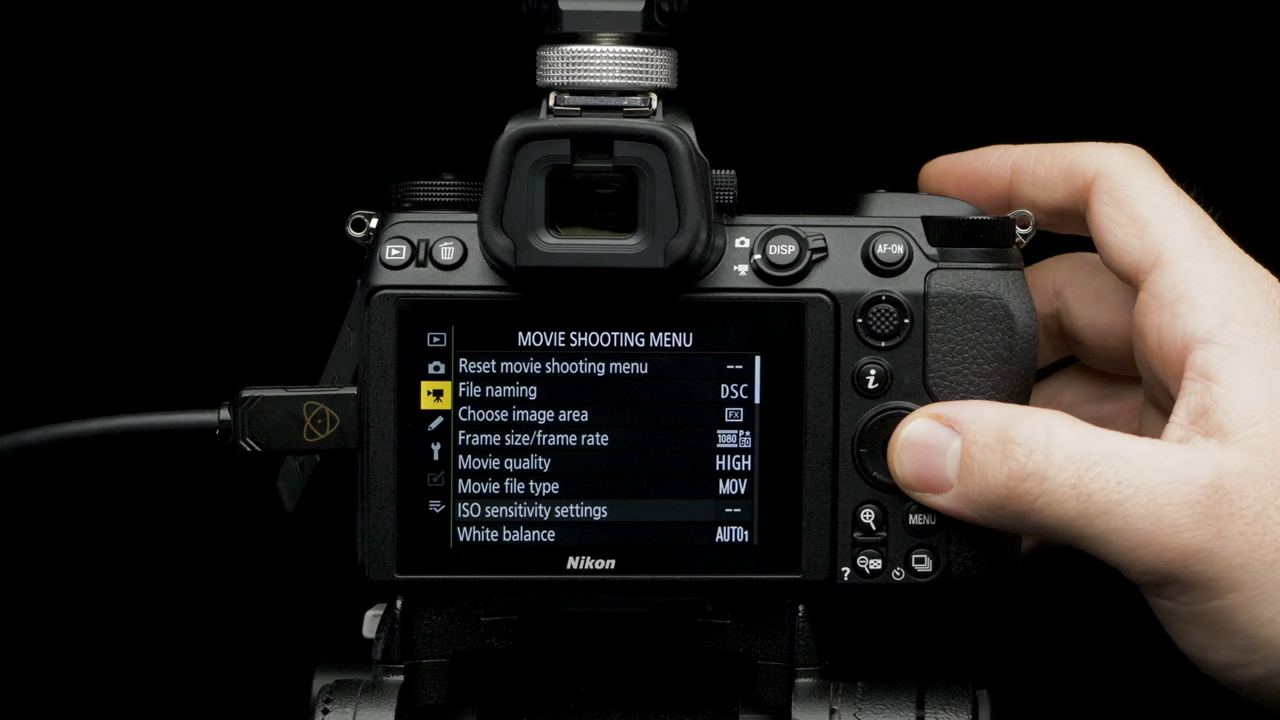 DISP
AF-ON
MOVIE SHOOTING MENU
Reset movie shooting menu --
File naming DSC
Choose image area FX
Frame size/frame rate 1080 P★ 60
Movie quality HIGH
Movie file type MOV
ISO sensitivity settings --
White balance AUTO1
i
MENU
Nikon
?